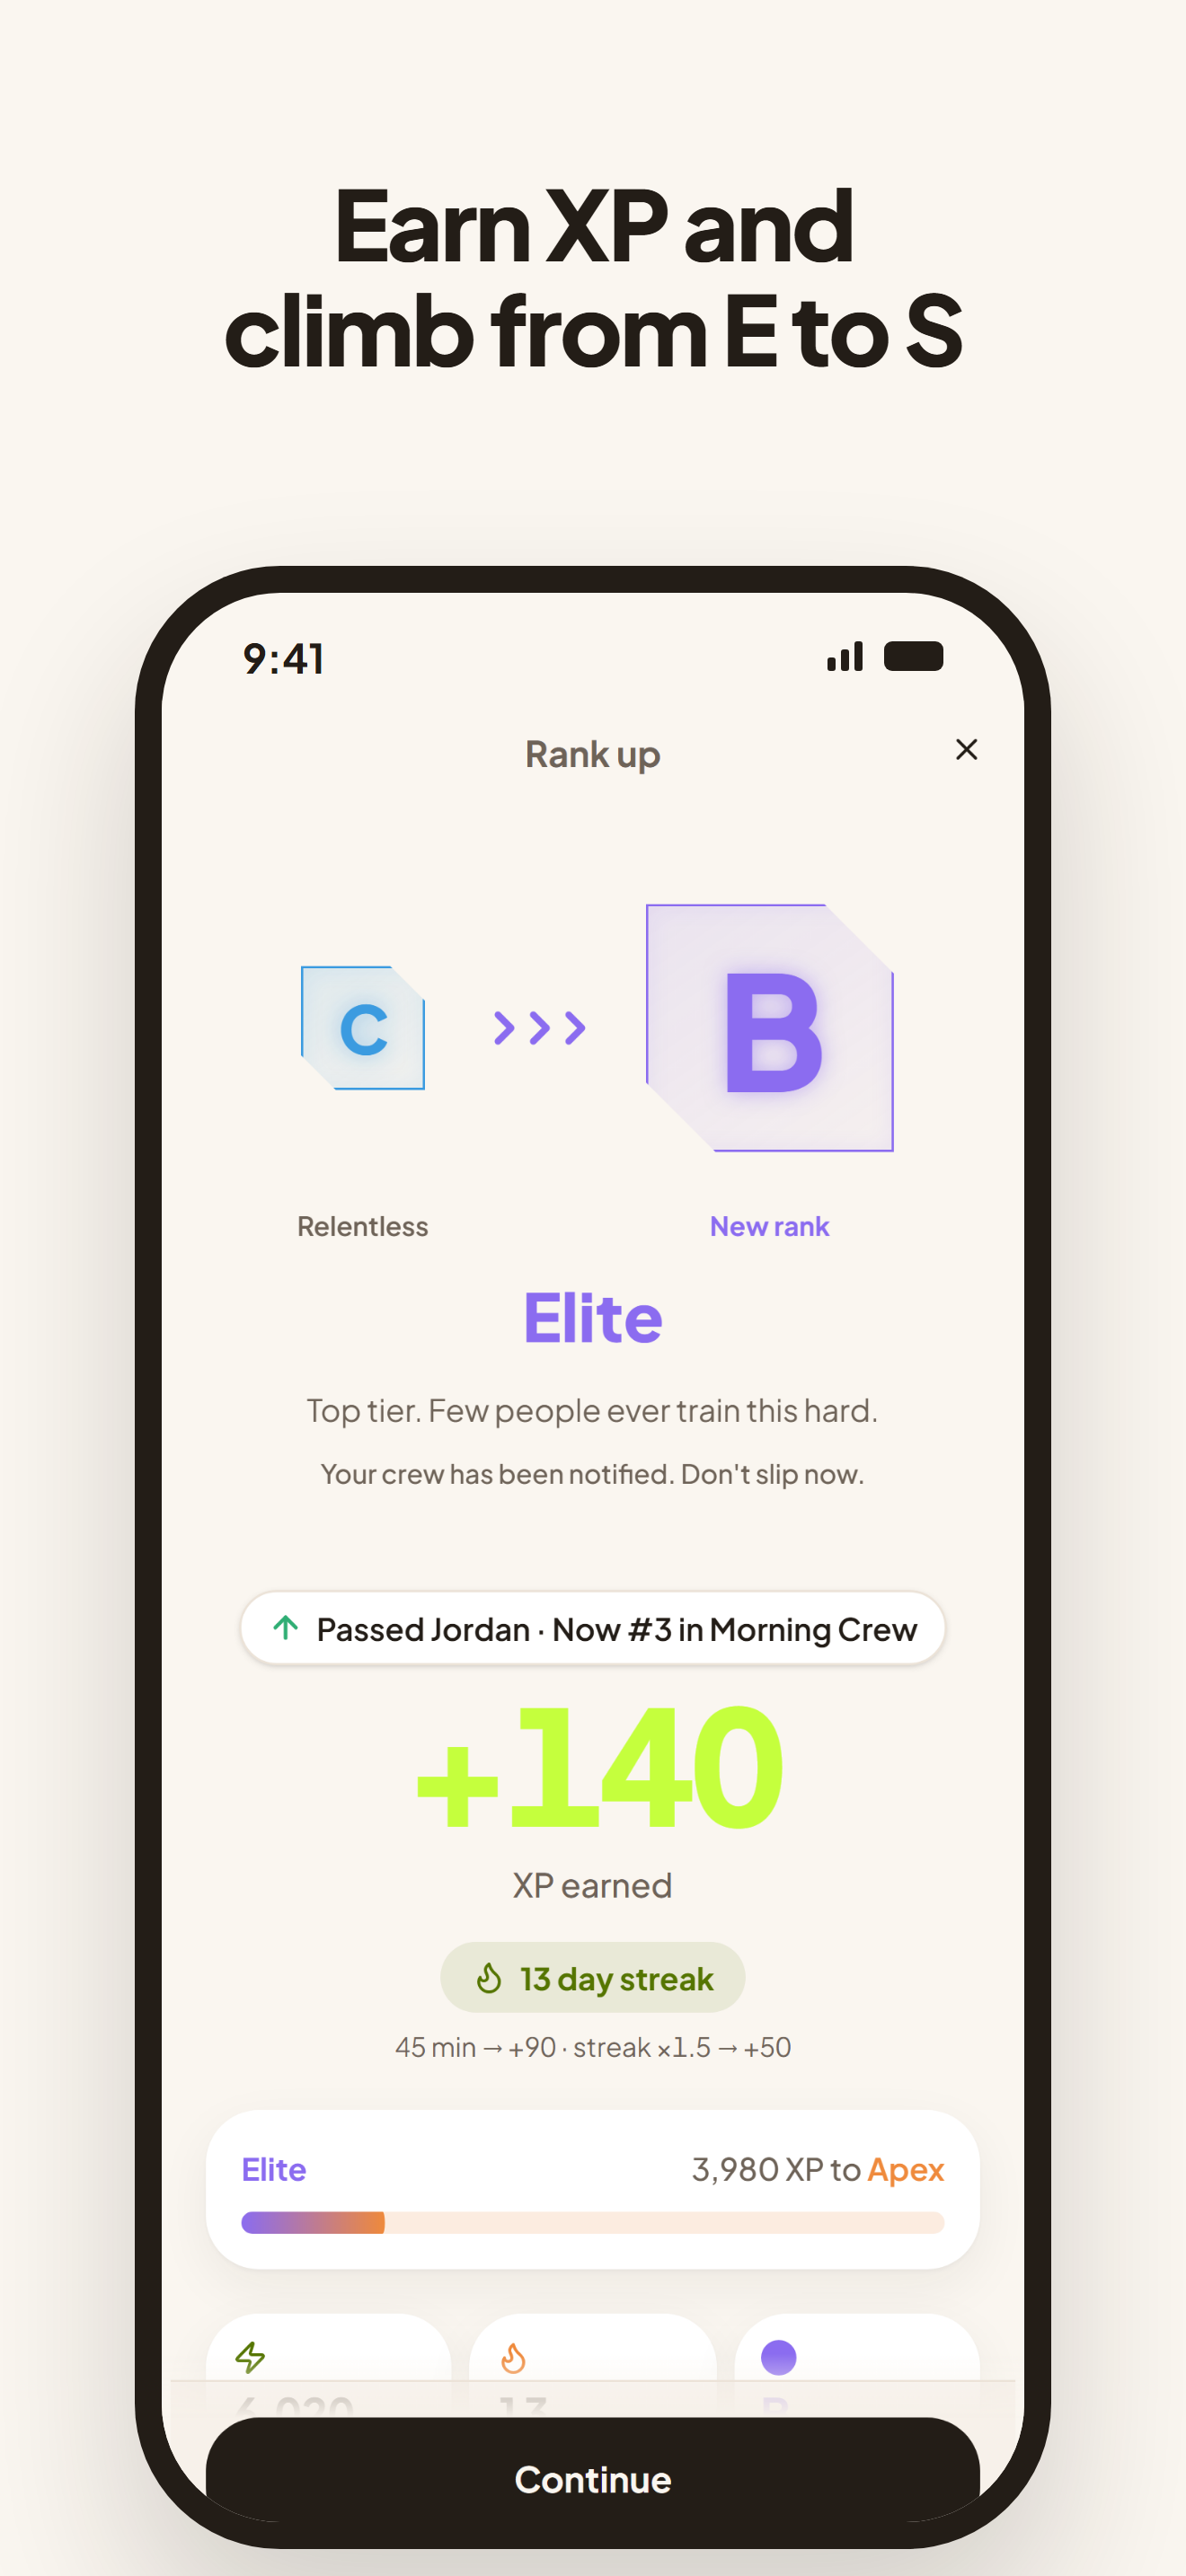 Earn XP and
climb from E to S
9:41
Rank up
C
B
Relentless
New rank
Elite
Top tier. Few people ever train this hard.
Your crew has been notified. Don't slip now.
Passed Jordan · Now #3 in Morning Crew
+140
XP earned
13 day streak
45 min → +90 · streak ×1.5 → +50
Elite
3,980 XP to Apex
6,020
13
B
Continue